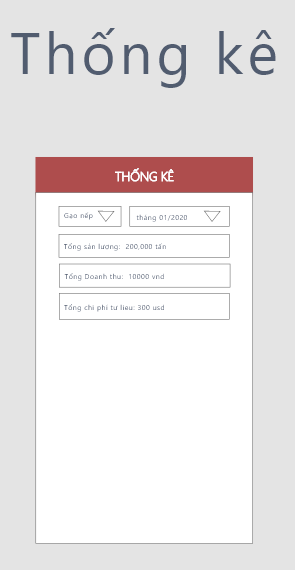 Thống kê
THỐNG KÊ
Gạo nếp
tháng 01/2020
Tổng sản lượng: 200,000 tấn
Tổng Doanh thu: 10000 vnd
Tổng chi phí tư liệu: 300 usd